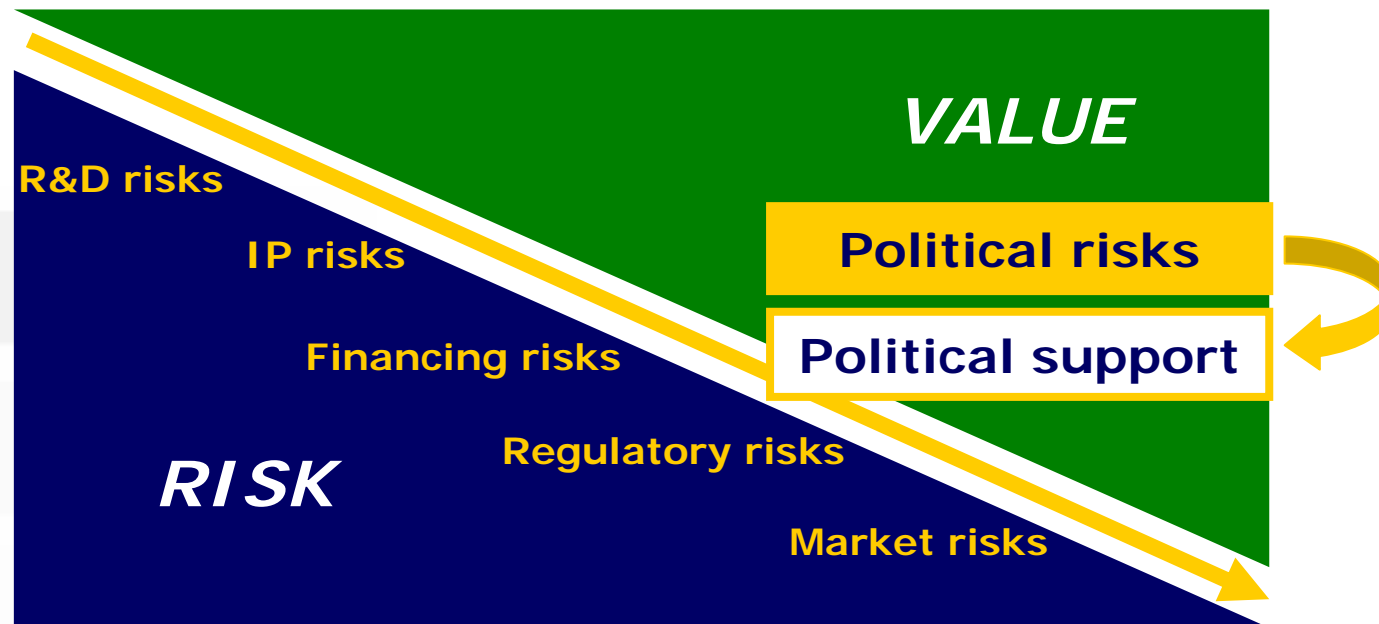 VALUE
R&D risks
Political risks
IP risks
Political support
Financing risks
Regulatory risks
RISK
Market risks